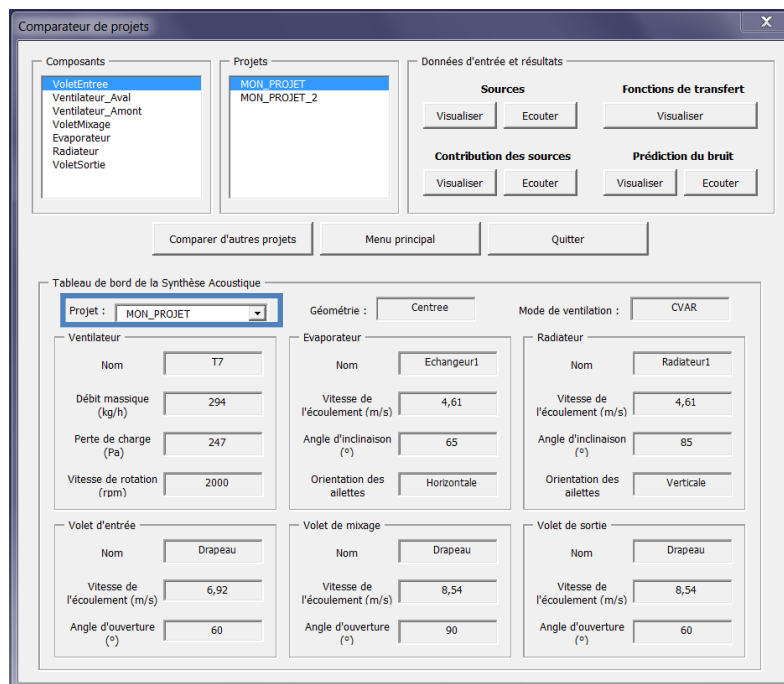 Comparateur de projets
X
Composants
VoletEntree
Ventilateur_Aval
Ventilateur_Amont
VoletMixage
Evaporateur
Radiateur
VoletSortie
Projets
MON_PROJET
MON_PROJET_2
Données d'entrée et résultats
Sources
Visualiser
Ecouter
Fonctions de transfert
Visualiser
Contribution des sources
Visualiser
Ecouter
Prédiction du bruit
Visualiser
Ecouter
Comparer d'autres projets
Menu principal
Quitter
Tableau de bord de la Synthèse Acoustique
Projet : MON_PROJET
Géométrie : Centree
Mode de ventilation : CVAR
Ventilateur
Nom T7
Débit massique
(kg/h) 294
Perte de charge
(Pa) 247
Vitesse de rotation
(rpm) 2000
Evaporateur
Nom Echangeur1
Vitesse de
l'écoulement (m/s) 4,61
Angle d'inclinaison
(°) 65
Orientation des
ailettes Horizontale
Radiateur
Nom Radiateur1
Vitesse de
l'écoulement (m/s) 4,61
Angle d'inclinaison
(°) 85
Orientation des
ailettes Verticale
Volet d'entrée
Nom Drapeau
Vitesse de
l'écoulement (m/s) 6,92
Angle d'ouverture
(°) 60
Volet de mixage
Nom Drapeau
Vitesse de
l'écoulement (m/s) 8,54
Angle d'ouverture
(°) 90
Volet de sortie
Nom Drapeau
Vitesse de
l'écoulement (m/s) 8,54
Angle d'ouverture
(°) 60